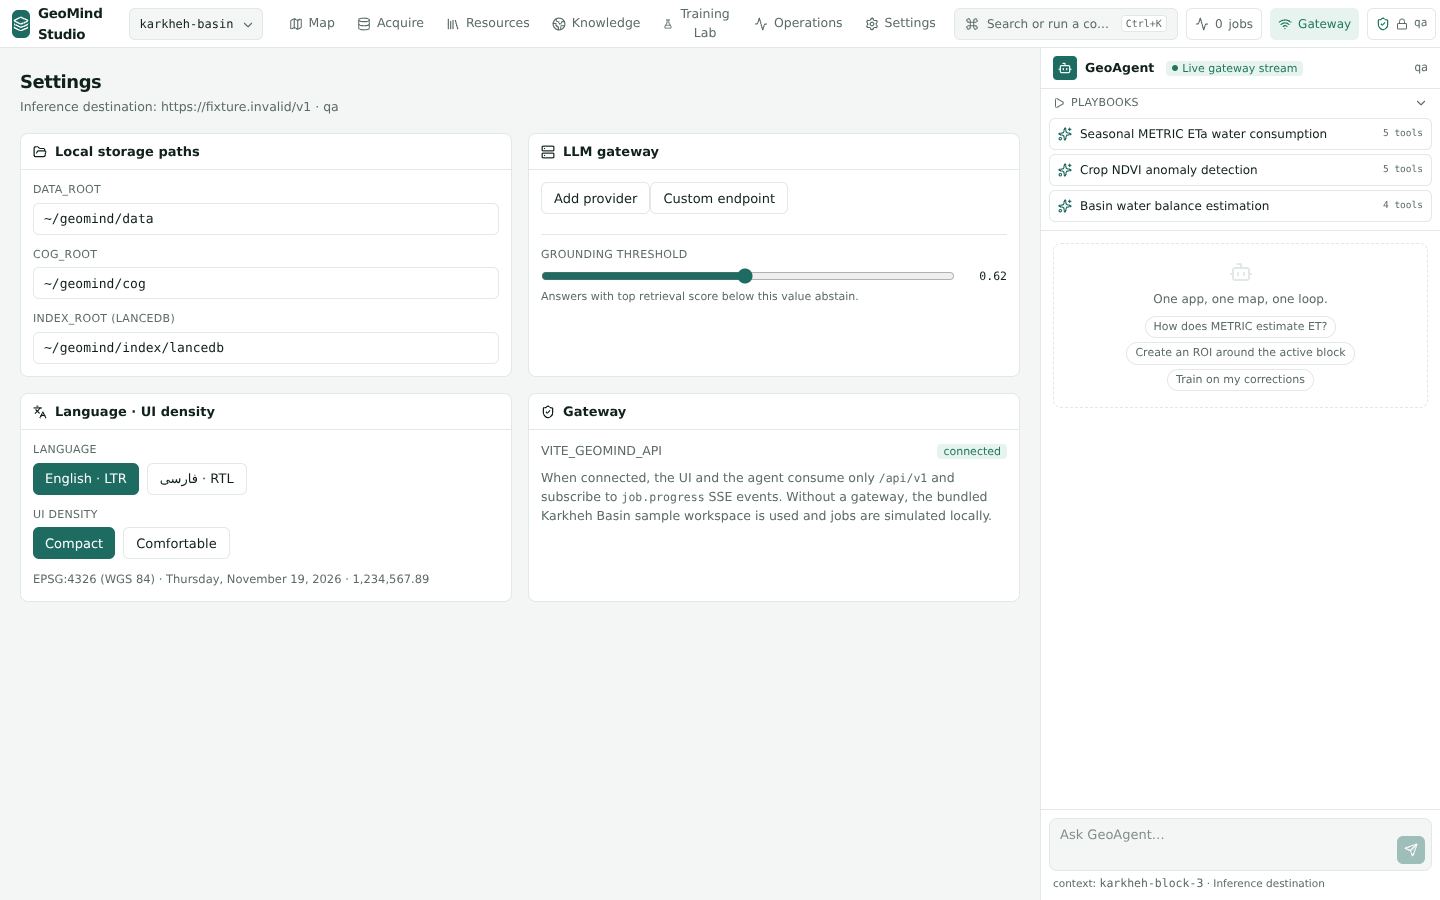 GeoMind Studio
karkheh-basin
Map
Acquire
Resources
Knowledge
Training Lab
Operations
Settings
Search or run a co...
Ctrl+K
0 jobs
Gateway
qa
Settings
Inference destination: https://fixture.invalid/v1 · qa
Local storage paths
DATA_ROOT
~/geomind/data
COG_ROOT
~/geomind/cog
INDEX_ROOT (LANCEDB)
~/geomind/index/lancedb
LLM gateway
Add provider
Custom endpoint
GROUNDING THRESHOLD
0.62
Answers with top retrieval score below this value abstain.
Language · UI density
LANGUAGE
English · LTR
فارسی · RTL
UI DENSITY
Compact
Comfortable
EPSG:4326 (WGS 84) · Thursday, November 19, 2026 · 1,234,567.89
Gateway
VITE_GEOMIND_API
connected
When connected, the UI and the agent consume only /api/v1 and
subscribe to job.progress SSE events. Without a gateway, the bundled
Karkheh Basin sample workspace is used and jobs are simulated locally.
GeoAgent
Live gateway stream
qa
PLAYBOOKS
Seasonal METRIC ETa water consumption
5 tools
Crop NDVI anomaly detection
5 tools
Basin water balance estimation
4 tools
One app, one map, one loop.
How does METRIC estimate ET?
Create an ROI around the active block
Train on my corrections
Ask GeoAgent...
context: karkheh-block-3 · Inference destination